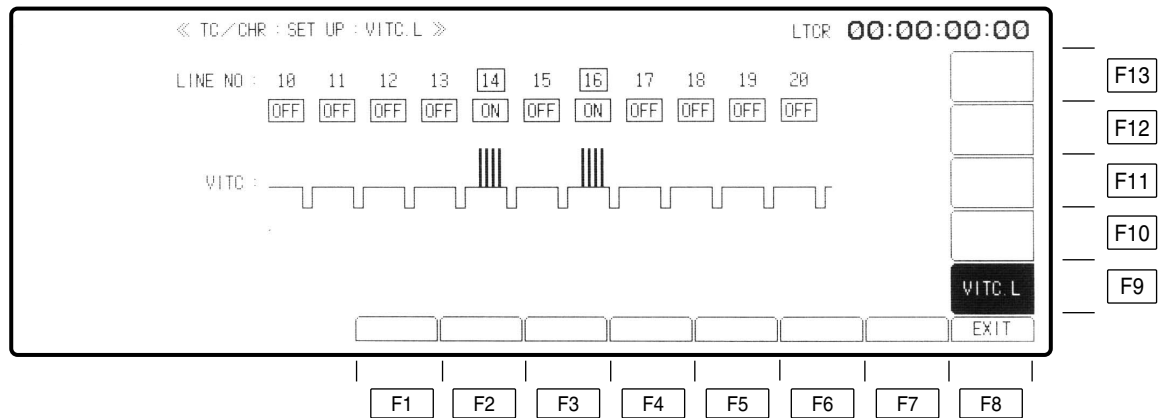 ≪ TC/CHR : SET UP : VITC.L ≫ LTCR 00:00:00:00
LINE NO : 10 11 12 13 14 15 16 17 18 19 20
OFF OFF OFF OFF ON OFF ON OFF OFF OFF OFF
VITC :
F13
F12
F11
F10
VITC.L F9
EXIT
F1 F2 F3 F4 F5 F6 F7 F8